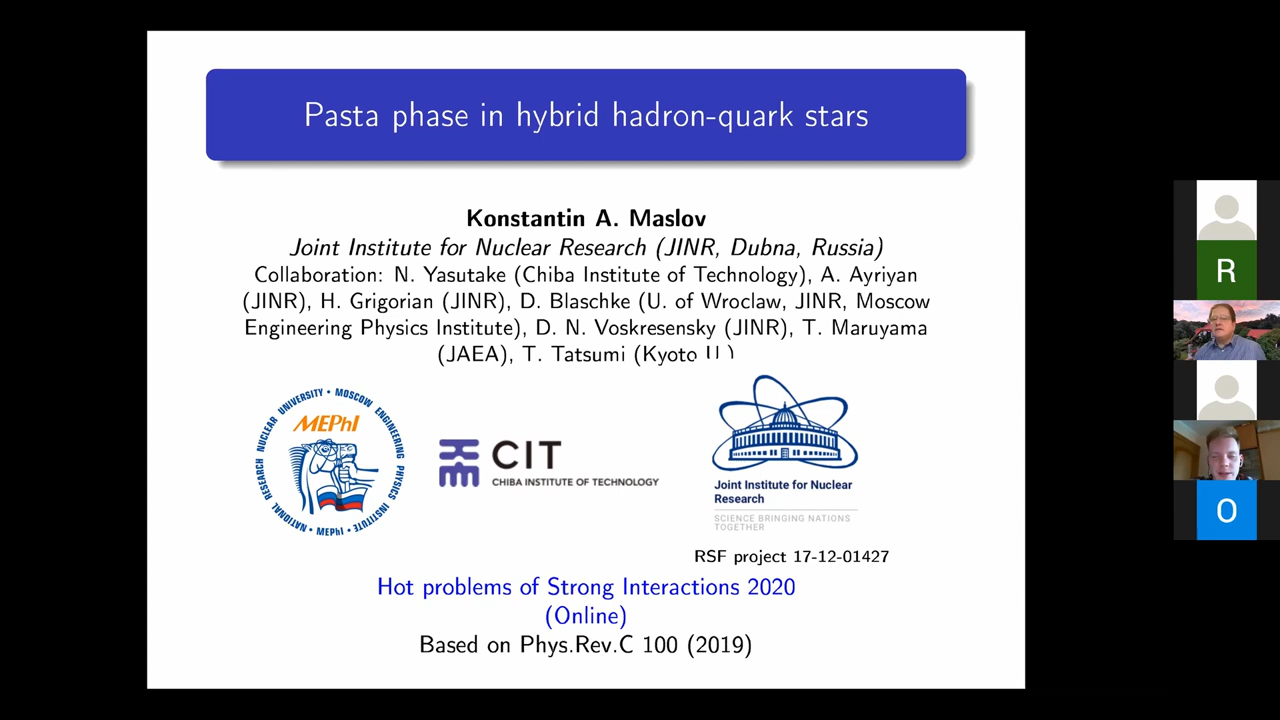 Pasta phase in hybrid hadron-quark stars
Konstantin A. Maslov
Joint Institute for Nuclear Research (JINR, Dubna, Russia)
Collaboration: N. Yasutake (Chiba Institute of Technology), A. Ayriyan
(JINR), H. Grigorian (JINR), D. Blaschke (U. of Wroclaw, JINR, Moscow
Engineering Physics Institute), D. N. Voskresensky (JINR), T. Maruyama
(JAEA), T. Tatsumi (Kyoto U.)
NATIONAL RESEARCH NUCLEAR UNIVERSITY • MOSCOW ENGINEERING PHYSICS INSTITUTE • MEPhI •
MEPhI
CIT
CHIBA INSTITUTE OF TECHNOLOGY
Joint Institute for Nuclear
Research
SCIENCE BRINGING NATIONS
TOGETHER
RSF project 17-12-01427
Hot problems of Strong Interactions 2020
(Online)
Based on Phys.Rev.C 100 (2019)
R
O